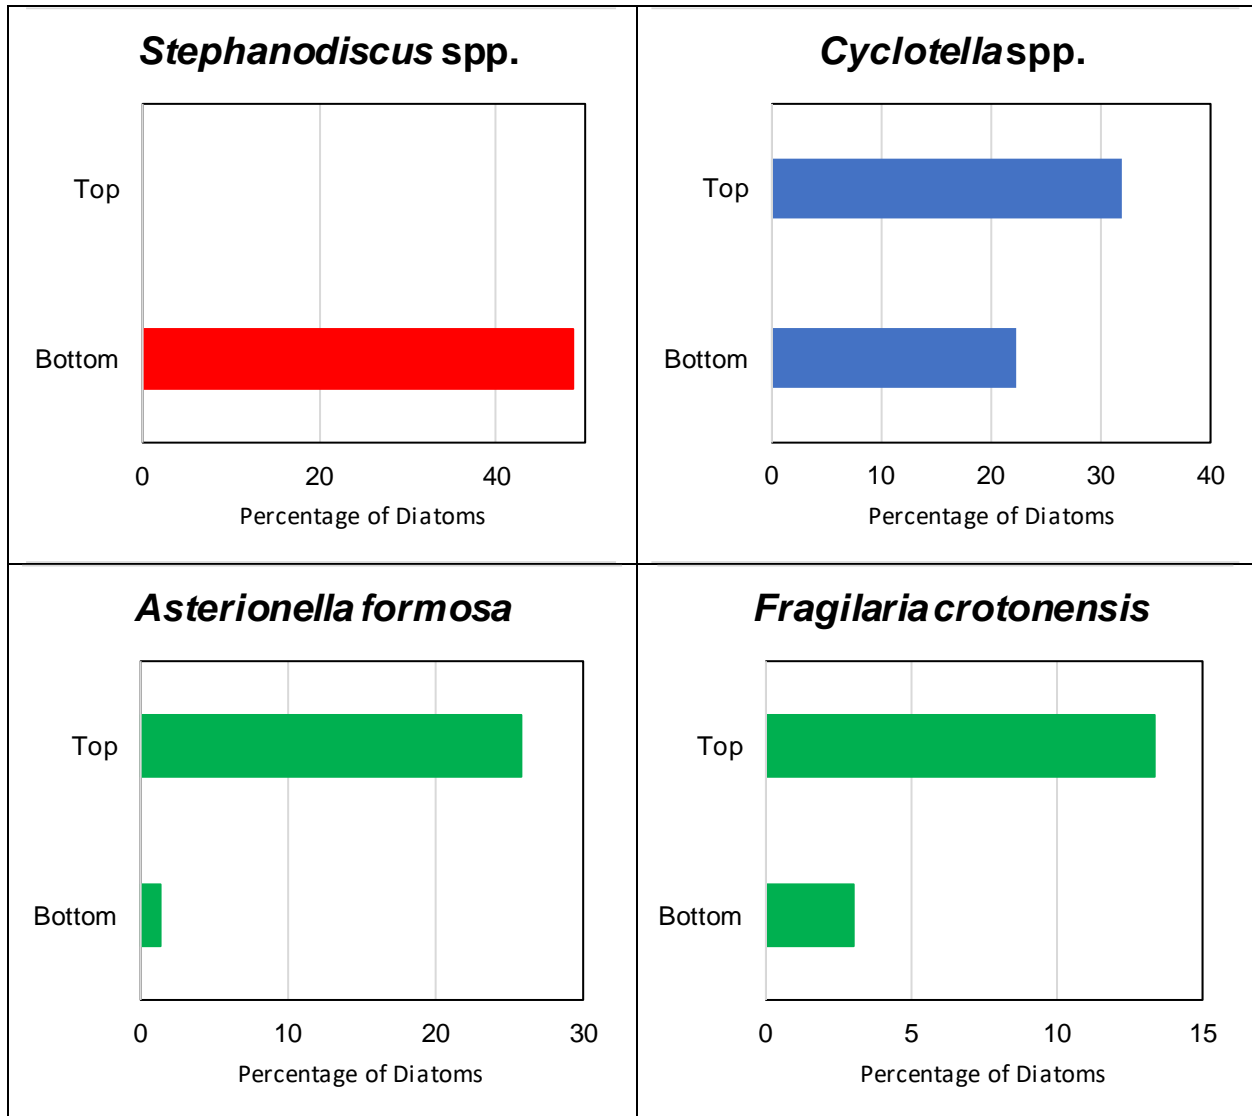 Stephanodiscus spp.
Top
Bottom
0 20 40
Percentage of Diatoms
Cyclotella spp.
Top
Bottom
0 10 20 30 40
Percentage of Diatoms
Asterionella formosa
Top
Bottom
0 10 20 30
Percentage of Diatoms
Fragilaria crotonensis
Top
Bottom
0 5 10 15
Percentage of Diatoms